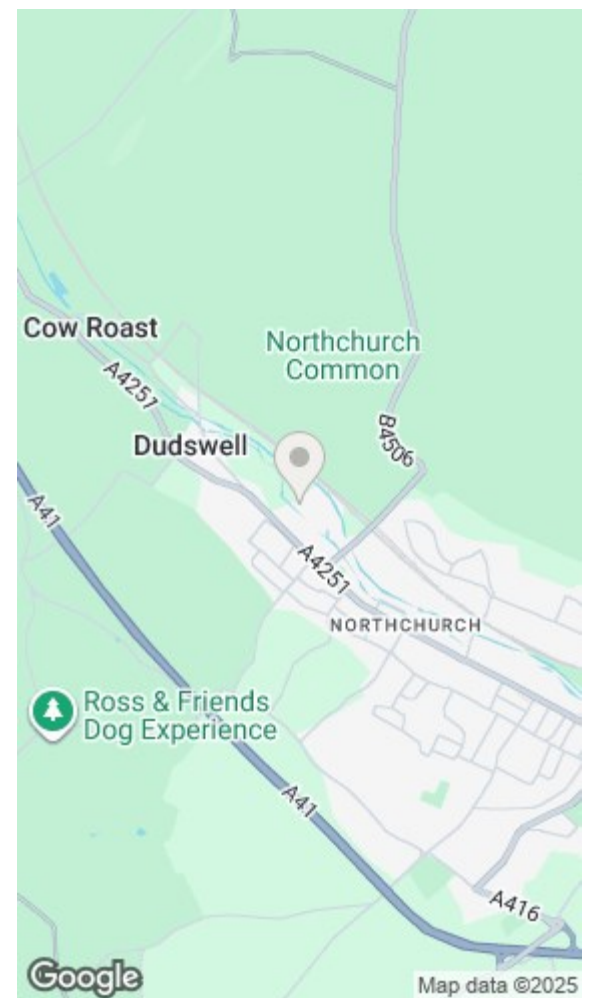 Cow Roast
Northchurch
Common
A4251
B4506
Dudswell
A41
A4251
NORTHCHURCH
Ross & Friends
Dog Experience
A41
A416
Google
Map data ©2025